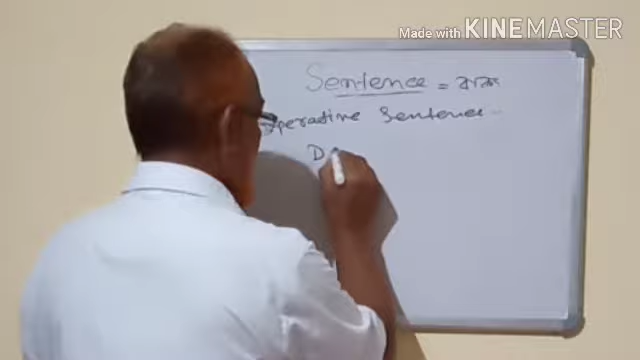 Made with KINEMASTER
Sentence = বাক্য
perative Sentence -
D